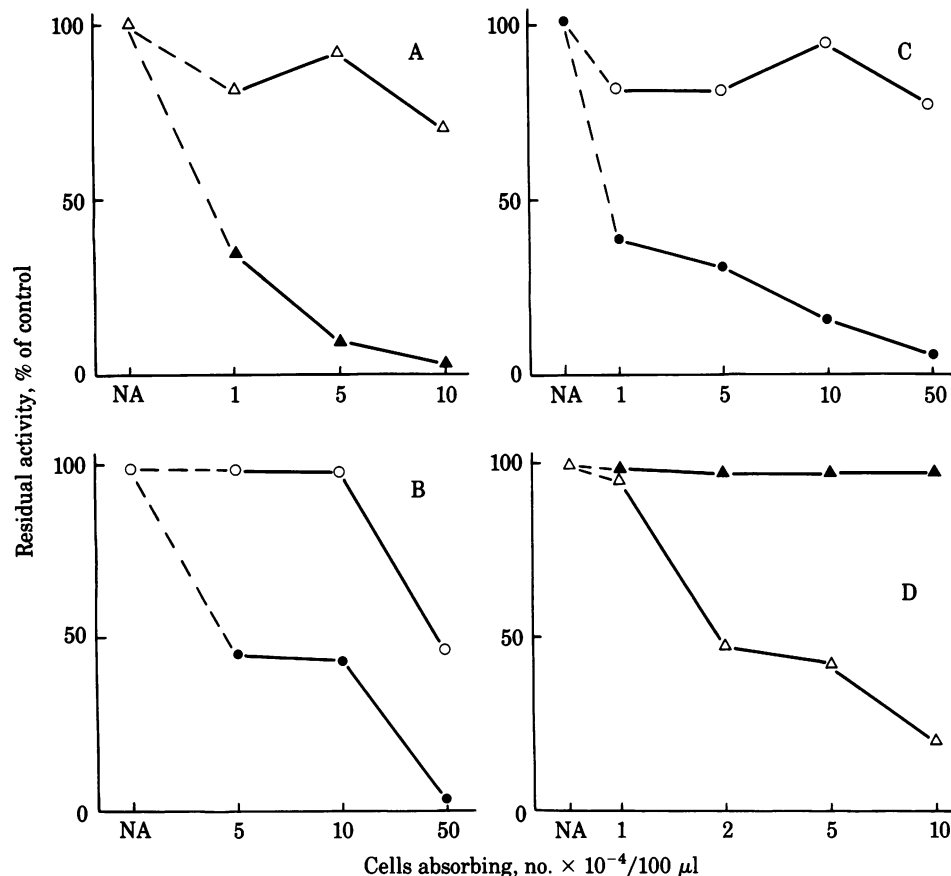 Residual activity, % of control
100
50
0
A
NA 1 5 10
100
50
0
C
NA 1 5 10 50
100
50
0
B
NA 5 10 50
100
50
0
D
NA 1 2 5 10
Cells absorbing, no. × 10⁻⁴/100 μl